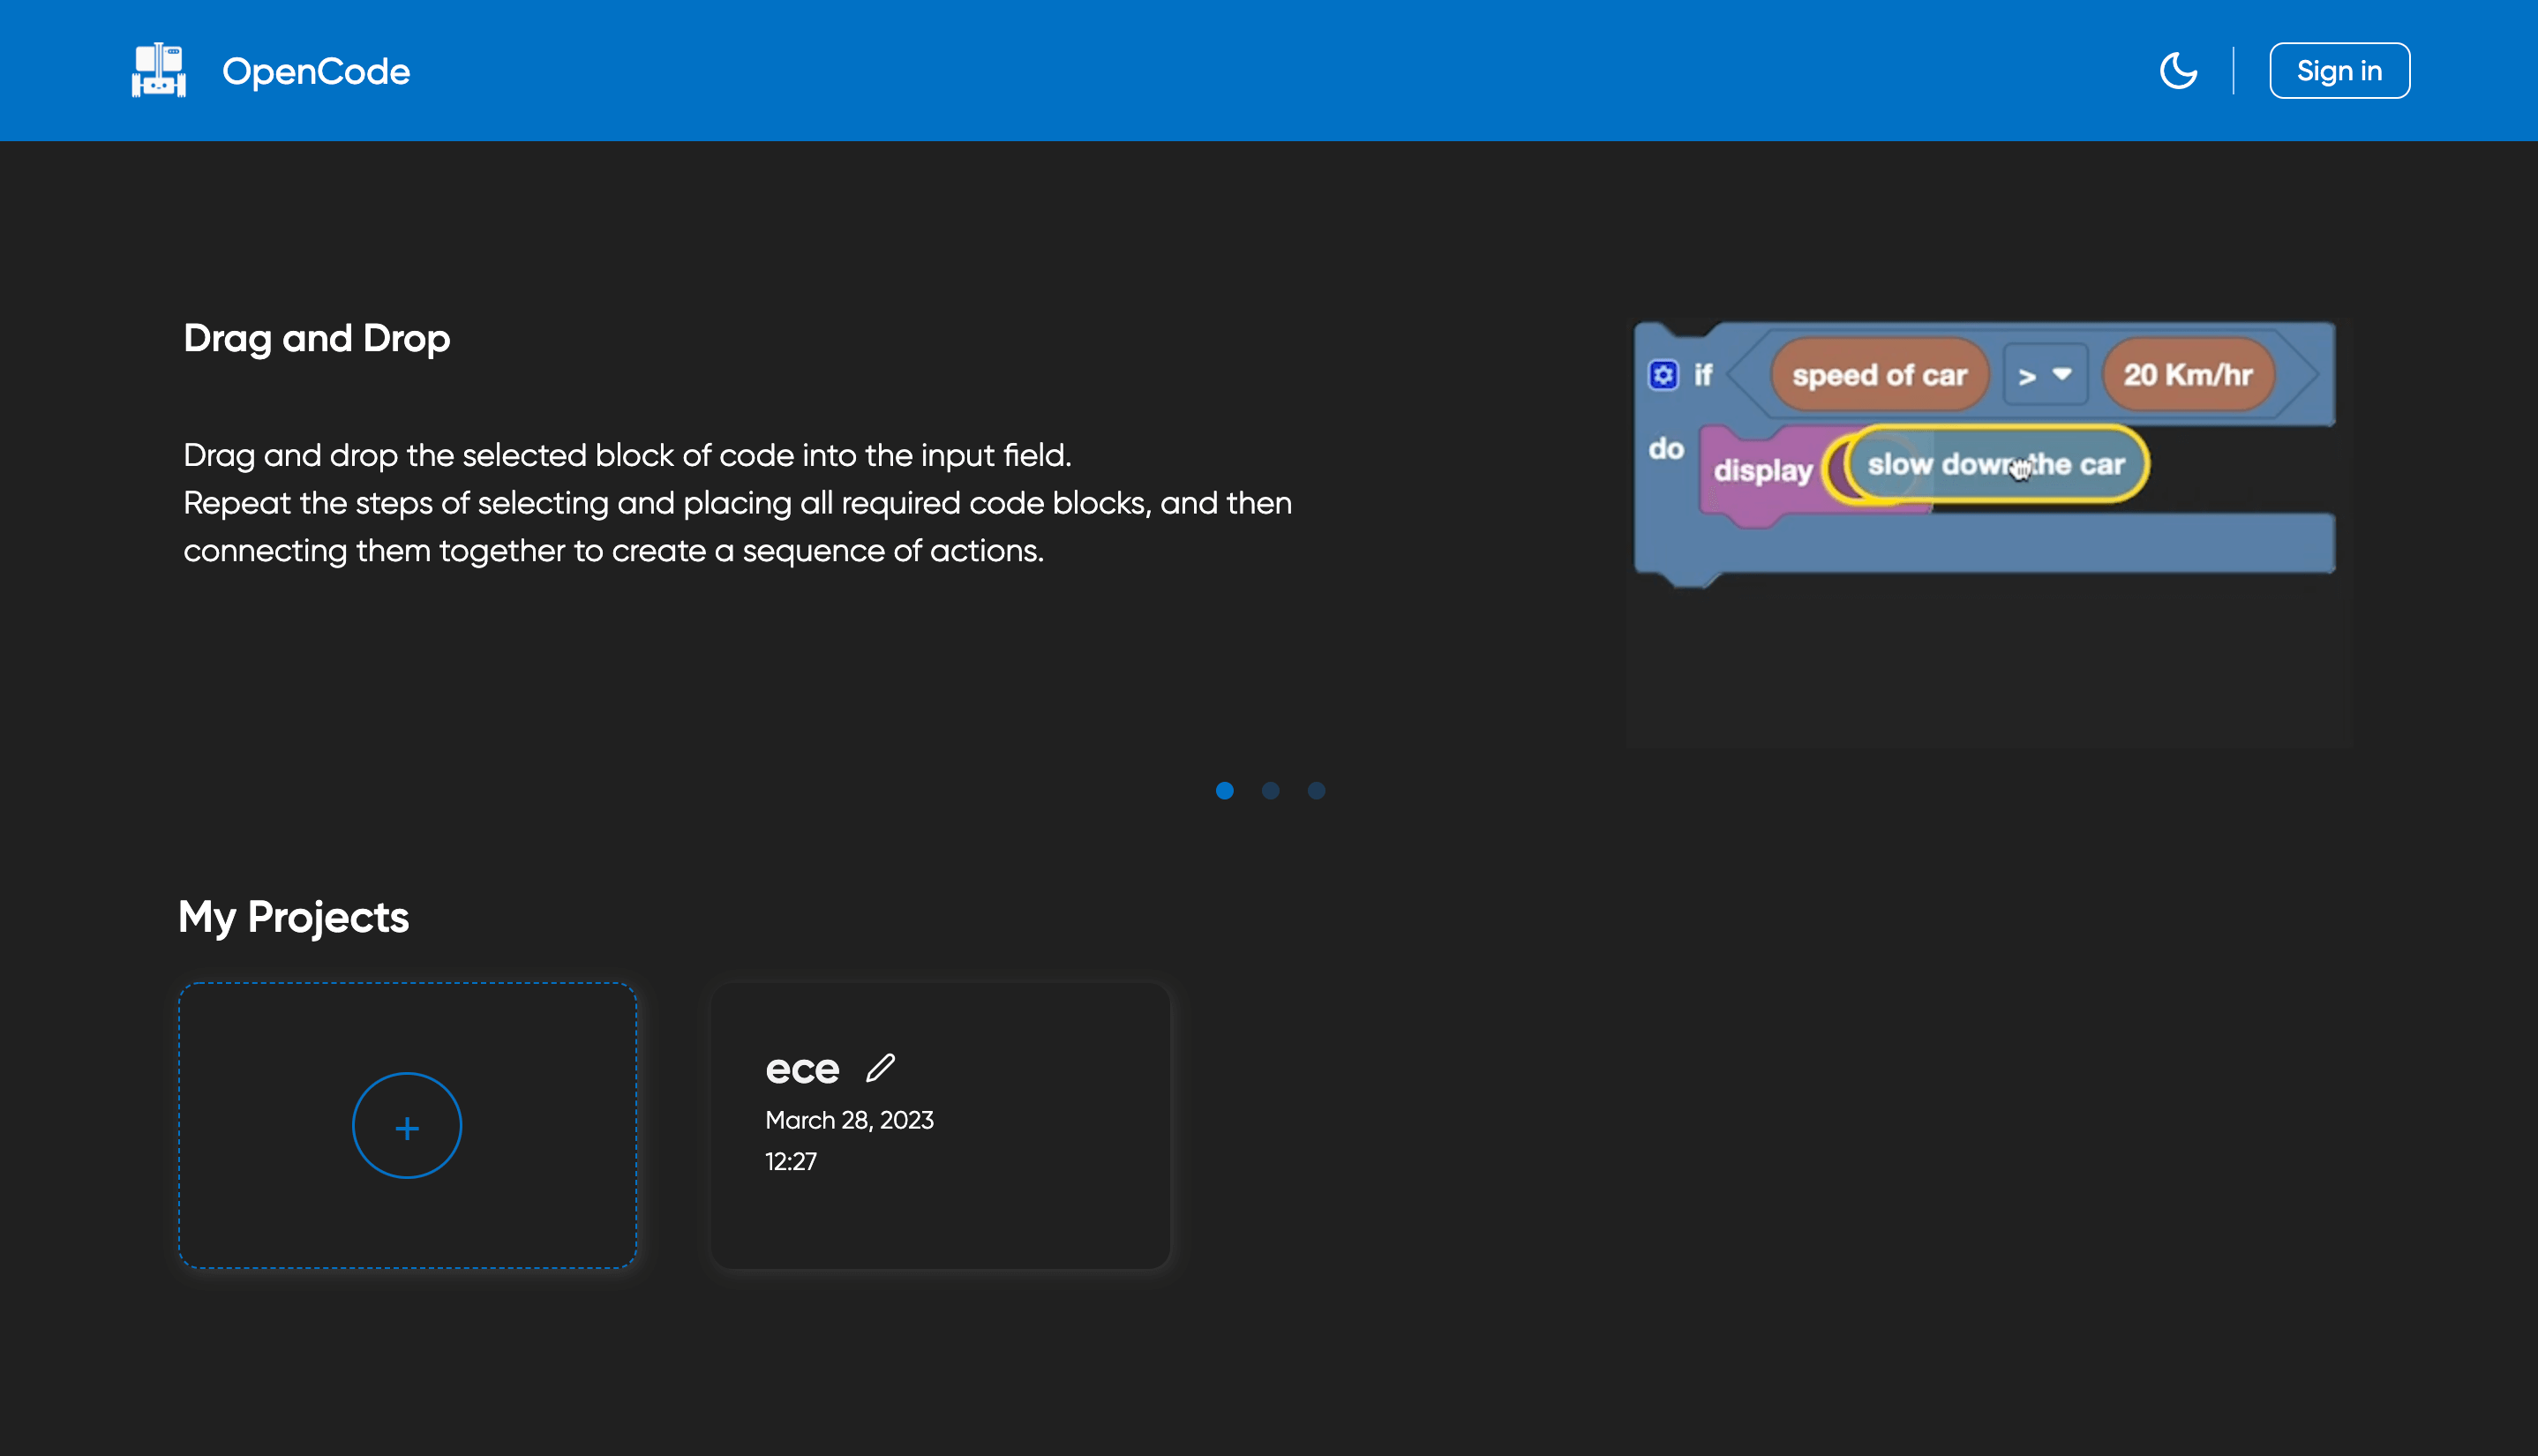 OpenCode
Sign in
Drag and Drop
Drag and drop the selected block of code into the input field.
Repeat the steps of selecting and placing all required code blocks, and then
connecting them together to create a sequence of actions.
if speed of car > 20 Km/hr
do
display slow down the car
My Projects
+
ece
March 28, 2023
12:27